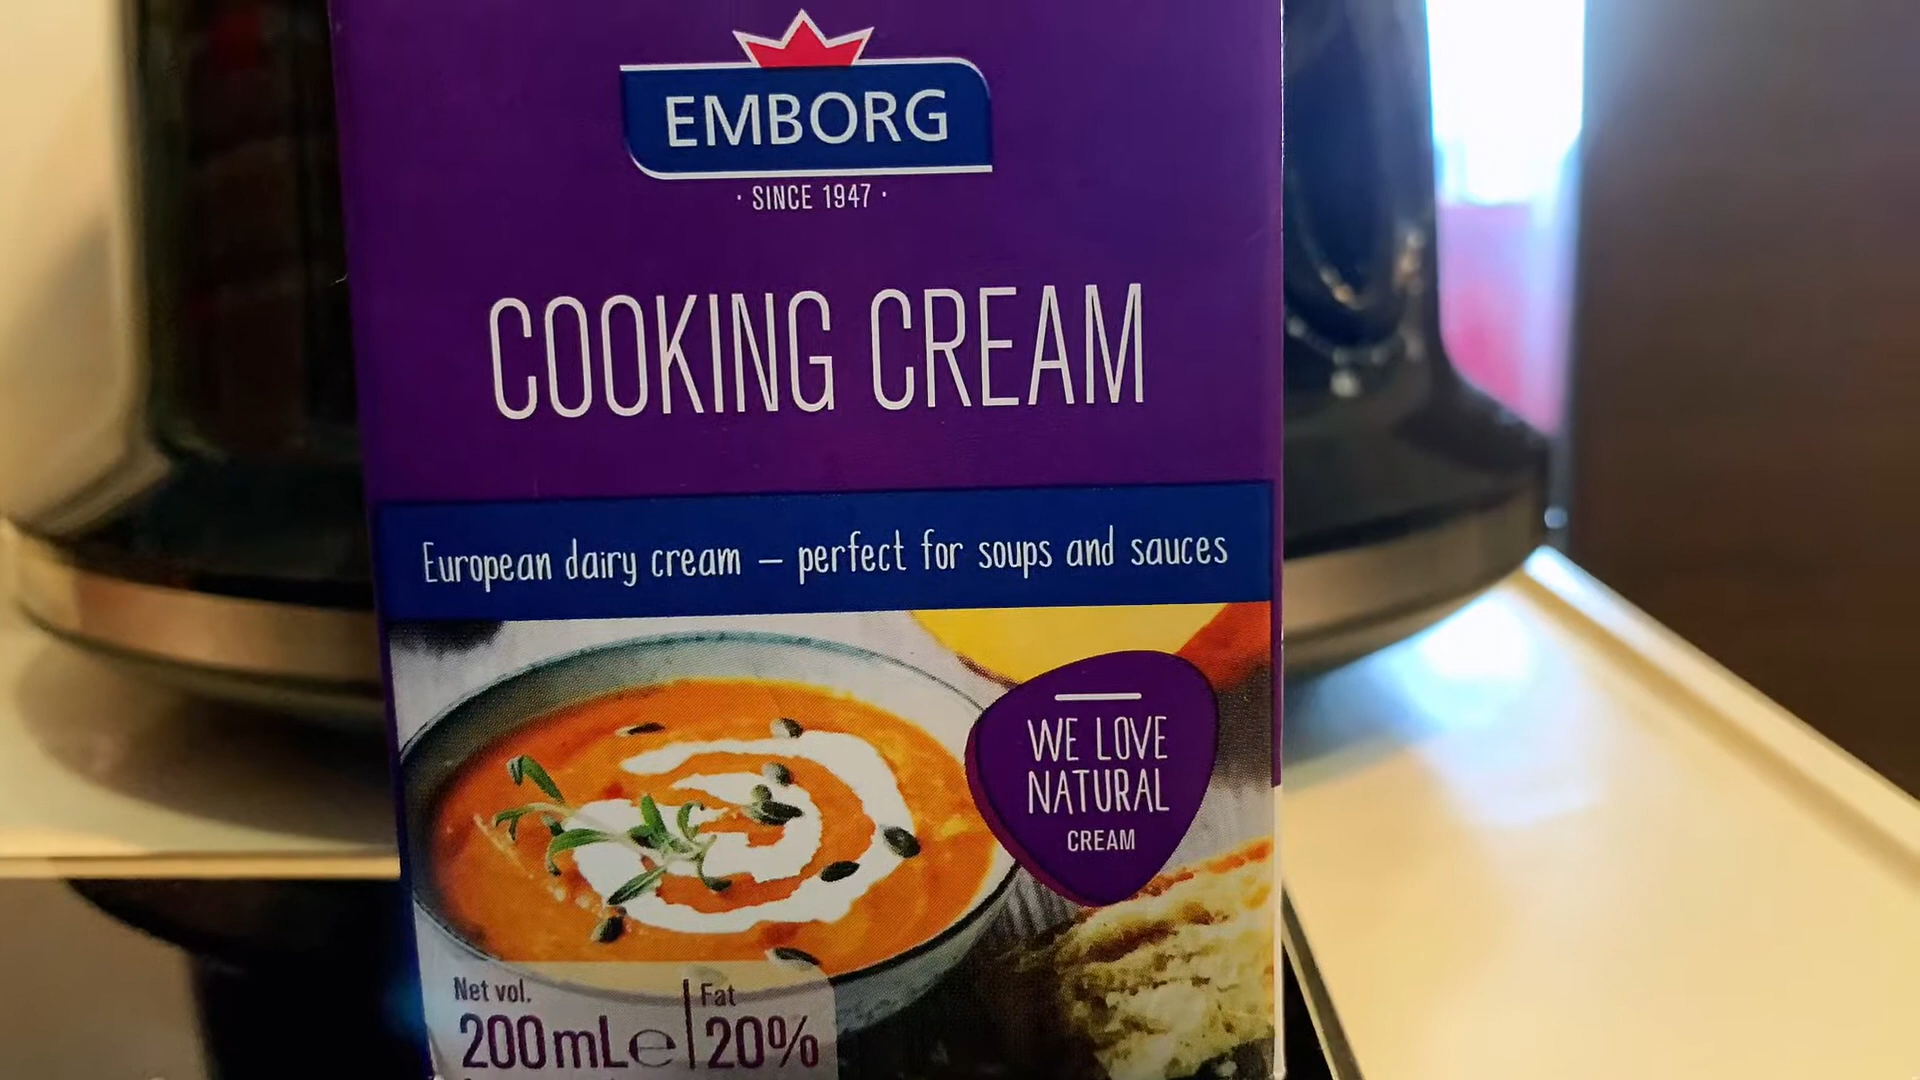 EMBORG
· SINCE 1947 ·
COOKING CREAM
European dairy cream – perfect for soups and sauces
WE LOVE
NATURAL
CREAM
Net vol.
200mL℮
Fat
20%